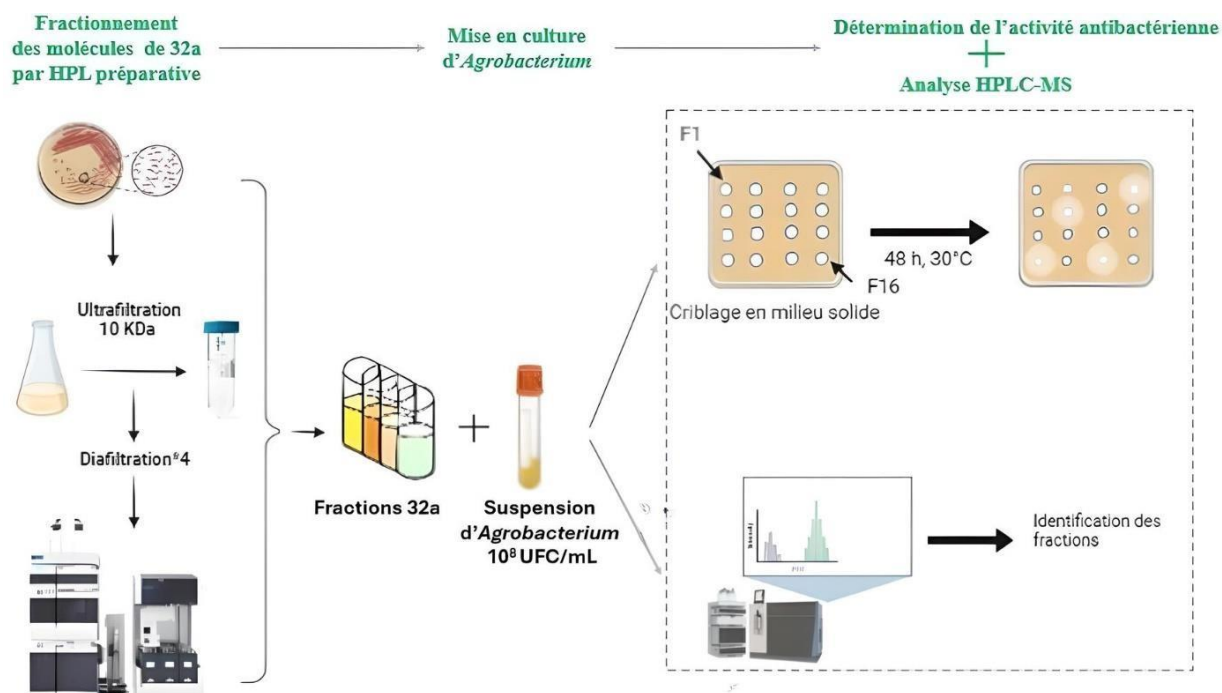 Fractionnement
des molécules de 32a
par HPL préparative
Mise en culture
d'Agrobacterium
Détermination de l'activité antibactérienne
+
Analyse HPLC-MS
F1
48 h, 30°C
F16
Criblage en milieu solide
Ultrafiltration
10 KDa
Diafiltration*4
+
Fractions 32a
Suspension
d'Agrobacterium
10⁸ UFC/mL
Identification des
fractions